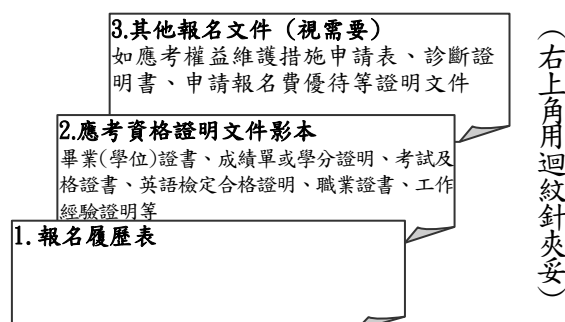 3.其他報名文件（視需要）
如應考權益維護措施申請表、診斷證
明書、申請報名費優待等證明文件
2.應考資格證明文件影本
畢業(學位)證書、成績單或學分證明、考試及
格證書、英語檢定合格證明、職業證書、工作
經驗證明等
1.報名履歷表
（右上角用迴紋針夾妥）